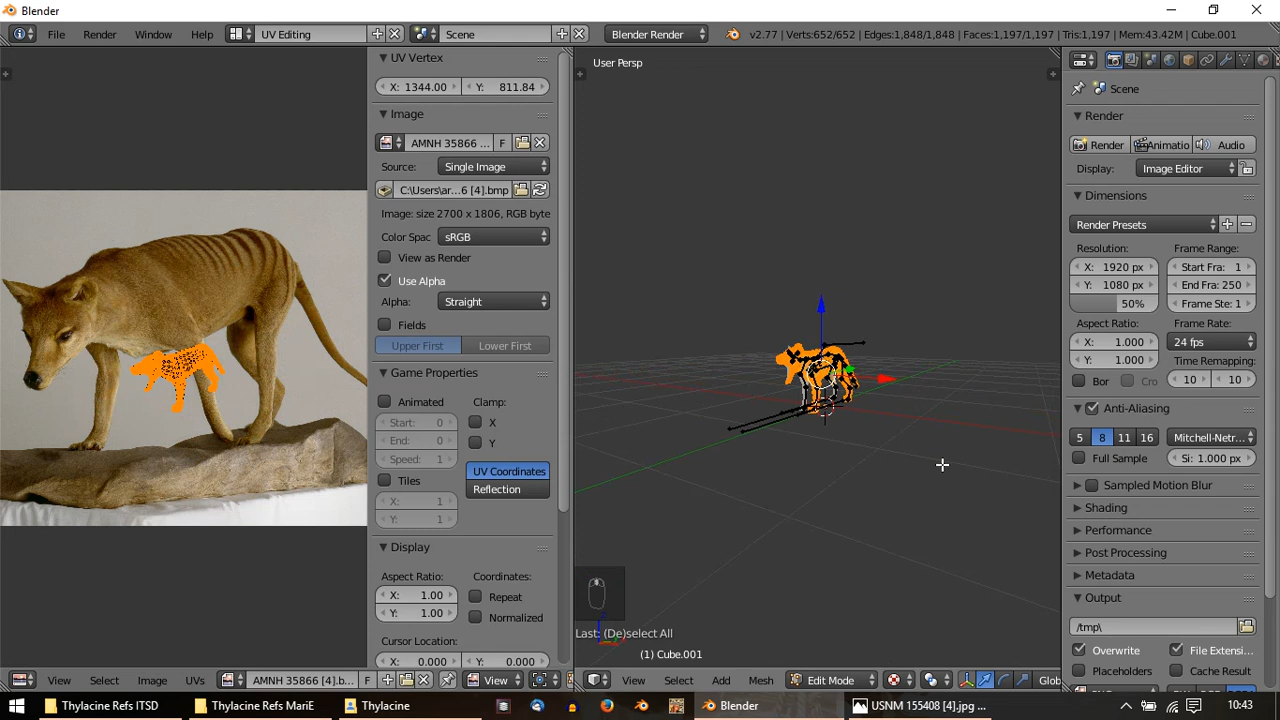 Blender
File Render Window Help UV Editing Scene Blender Render v2.77 | Verts:652/652 | Edges:1,848/1,848 | Faces:1,197/1,197 | Tris:1,197 | Mem:43.42M | Cube.001
UV Vertex
X: 1344.00 Y: 811.84
Image
AMNH 35866 ... F
Source: Single Image
C:\Users\ar...6 [4].bmp
Image: size 2700 x 1806, RGB byte
Color Spac sRGB
View as Render
Use Alpha
Alpha: Straight
Fields
Upper First Lower First
Game Properties
Animated Clamp:
Start: 0 X
End: 0 Y
Speed: 1 UV Coordinates
Tiles Reflection
X: 1
Y: 1
Display
Aspect Ratio: Coordinates:
X: 1.00 Repeat
Y: 1.00 Normalized
Cursor Location:
X: 0.000 Y: 0.000
View Select Image UVs AMNH 35866 [4].b... F View
User Persp
Last: (De)select All
(1) Cube.001
View Select Add Mesh Edit Mode Glob
Scene
Render
Render Animatio Audio
Display: Image Editor
Dimensions
Render Presets
Resolution: Frame Range:
X: 1920 px Start Fra: 1
Y: 1080 px End Fra: 250
50% Frame Ste: 1
Aspect Ratio: Frame Rate:
X: 1.000 24 fps
Y: 1.000 Time Remapping:
Bor Cro 10 10
Anti-Aliasing
5 8 11 16 Mitchell-Netr...
Full Sample Si: 1.000 px
Sampled Motion Blur
Shading
Performance
Post Processing
Metadata
Output
/tmp\
Overwrite File Extensi...
Placeholders Cache Result
Thylacine Refs ITSD Thylacine Refs MariE Thylacine Blender USNM 155408 [4].jpg ... 10:43